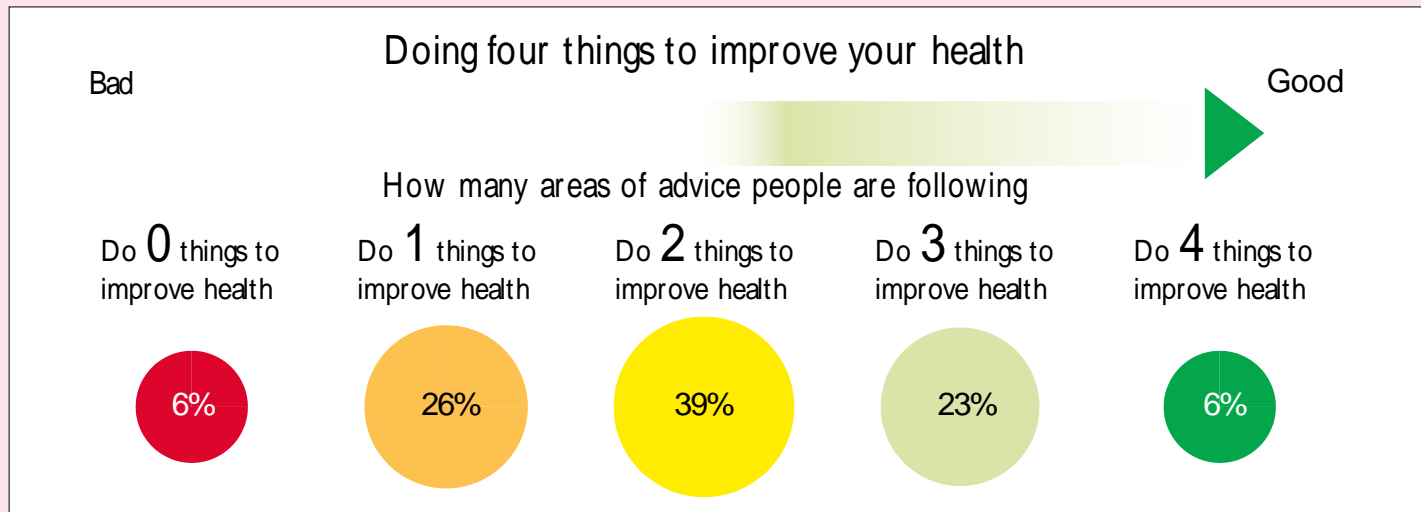 Doing four things to improve your health
Bad
Good
How many areas of advice people are following
Do 0 things to
improve health
Do 1 things to
improve health
Do 2 things to
improve health
Do 3 things to
improve health
Do 4 things to
improve health
6%
26%
39%
23%
6%